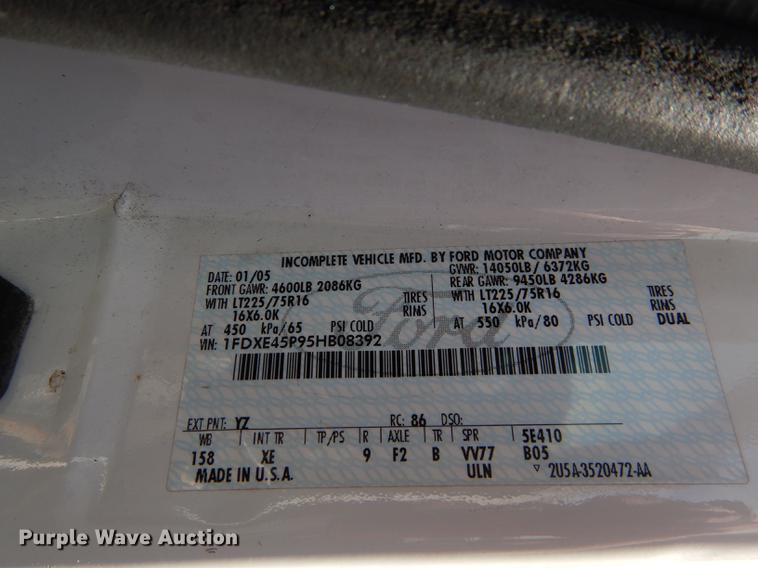 INCOMPLETE VEHICLE MFD. BY FORD MOTOR COMPANY
DATE: 01/05 GVWR: 14050LB/ 6372KG
FRONT GAWR: 4600LB 2086KG REAR GAWR: 9450LB 4286KG
WITH LT225/75R16 TIRES WITH LT225/75R16 TIRES
16X6.0K RINS 16X6.0K RINS
AT 450 kPa/65 PSI COLD AT 550 kPa/80 PSI COLD DUAL
VIN: 1FDXE45P95HB08392
Ford
EXT PNT: YZ RC: 86 DSO:
WB INT TR TP/PS R AXLE TR SPR 5E410
158 XE 9 F2 B VV77 B05
MADE IN U.S.A. ULN ▽ 2U5A-3520472-AA
Purple Wave Auction